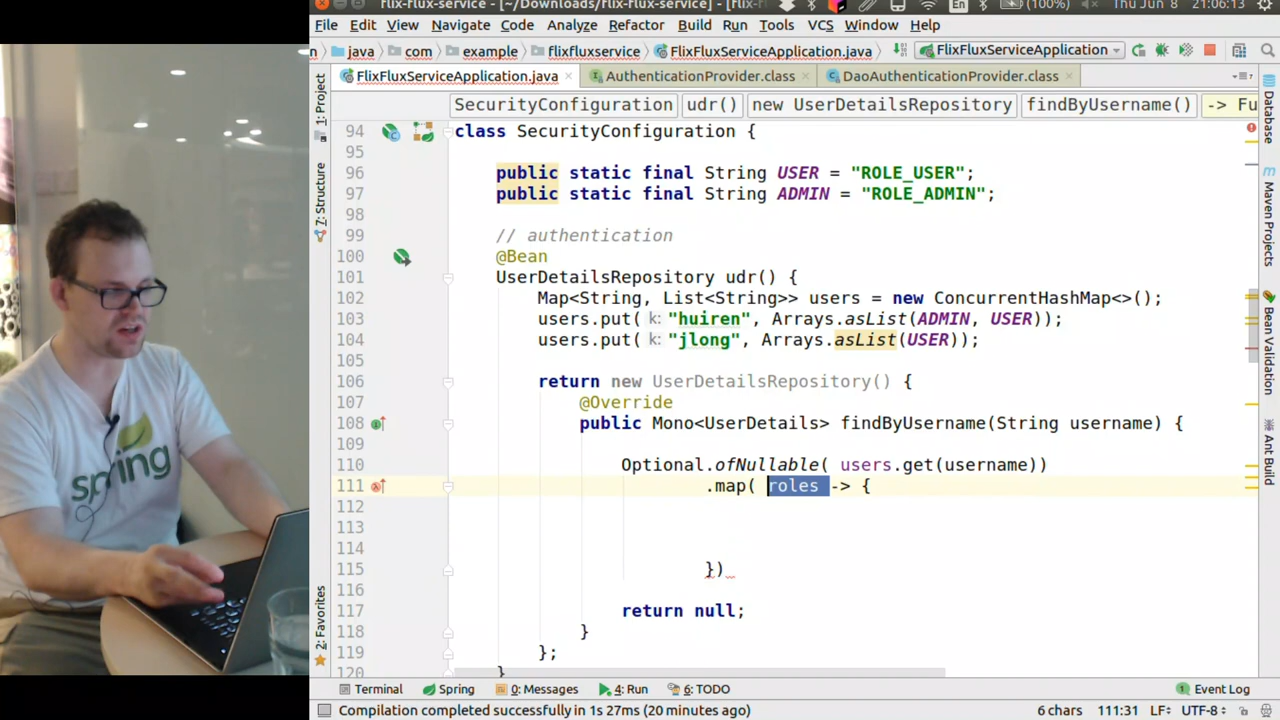 flix-flux-service - [~/Downloads/flix-flux-service] - [flix-f
En
(100%)
Thu Jun 8 21:06:13
File Edit View Navigate Code Analyze Refactor Build Run Tools VCS Window Help
n java com example flixfluxservice FlixFluxServiceApplication.java FlixFluxServiceApplication
FlixFluxServiceApplication.java AuthenticationProvider.class DaoAuthenticationProvider.class
SecurityConfiguration udr() new UserDetailsRepository findByUsername() -> Fu
94 class SecurityConfiguration {
95
96 public static final String USER = "ROLE_USER";
97 public static final String ADMIN = "ROLE_ADMIN";
98
99 // authentication
100 @Bean
101 UserDetailsRepository udr() {
102 Map<String, List<String>> users = new ConcurrentHashMap<>();
103 users.put( k: "huiren", Arrays.asList(ADMIN, USER));
104 users.put( k: "jlong", Arrays.asList(USER));
105
106 return new UserDetailsRepository() {
107 @Override
108 public Mono<UserDetails> findByUsername(String username) {
109
110 Optional.ofNullable( users.get(username))
111 .map( roles -> {
112
113
114
115 })
116
117 return null;
118 }
119 };
120 }
1: Project
7: Structure
2: Favorites
Database
Maven Projects
Bean Validation
Ant Build
spring
Terminal Spring 0: Messages 4: Run 6: TODO 1 Event Log
Compilation completed successfully in 1s 27ms (20 minutes ago) 6 chars 111:31 LF÷ UTF-8÷